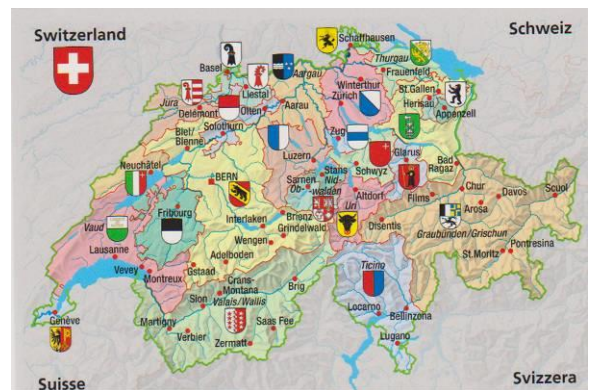 Switzerland
Schweiz
Schaffhausen
Thurgau
Basel
Frauenfeld
Liestal
Aargau
Winterthur
St.Gallen
Jura
Olten
Aarau
Zürich
Herisau
Delémont
Appenzell
Solothurn
Biel/
Bienne
Zug
Luzern
Glarus
Neuchâtel
Stans
Schwyz
Bad
Ragaz
BERN
Sarnen
Nid-
Ob-
-walden
Altdorf
Chur
Scuol
Fribourg
Flims
Davos
Vaud
Interlaken
Brienz
Uri
Arosa
Grindelwald
Disentis
Graubünden/Grischun
Lausanne
Wengen
St.Moritz
Pontresina
Adelboden
Vevey
Gstaad
Ticino
Montreux
Crans-
Montana
Brig
Sion
Valais/Wallis
Locarno
Bellinzona
Genève
Martigny
Saas Fee
Verbier
Zermatt
Lugano
Suisse
Svizzera